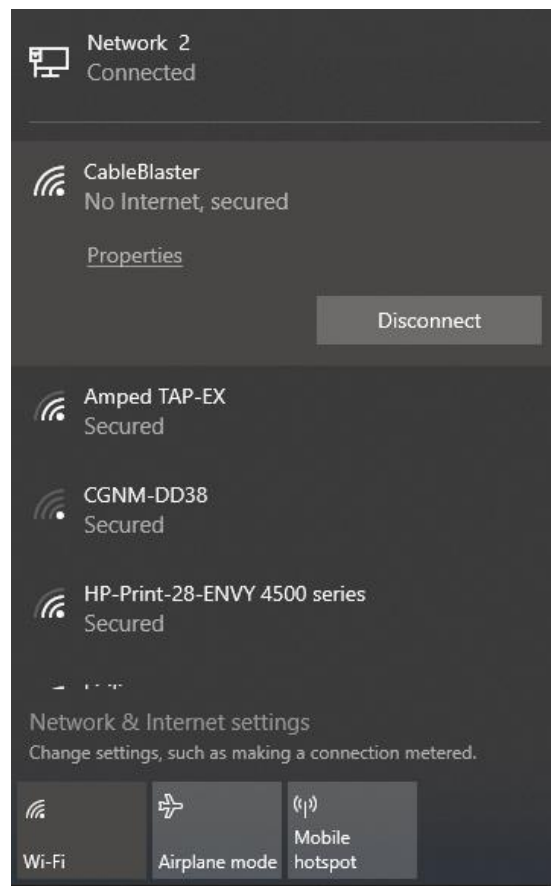 Network 2
Connected
CableBlaster
No Internet, secured
Properties
Disconnect
Amped TAP-EX
Secured
CGNM-DD38
Secured
HP-Print-28-ENVY 4500 series
Secured
Network & Internet settings
Change settings, such as making a connection metered.
Wi-Fi
Airplane mode
Mobile
hotspot